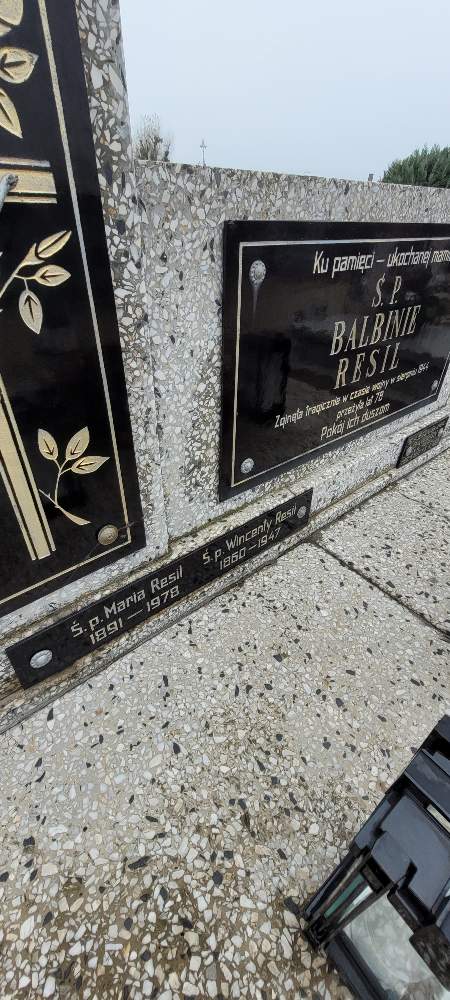 Ku pamięci – ukochanej
Ś. P.
BALBINIE
RESIL
Zginęła tragicznie w czasie wojny w sierpniu 1944
przeżyła lat 78
Pokój ich duszom
Ś.p. Maria Resil
1891 – 1978
Ś.p. Wincenty Resil
1860 – 1947